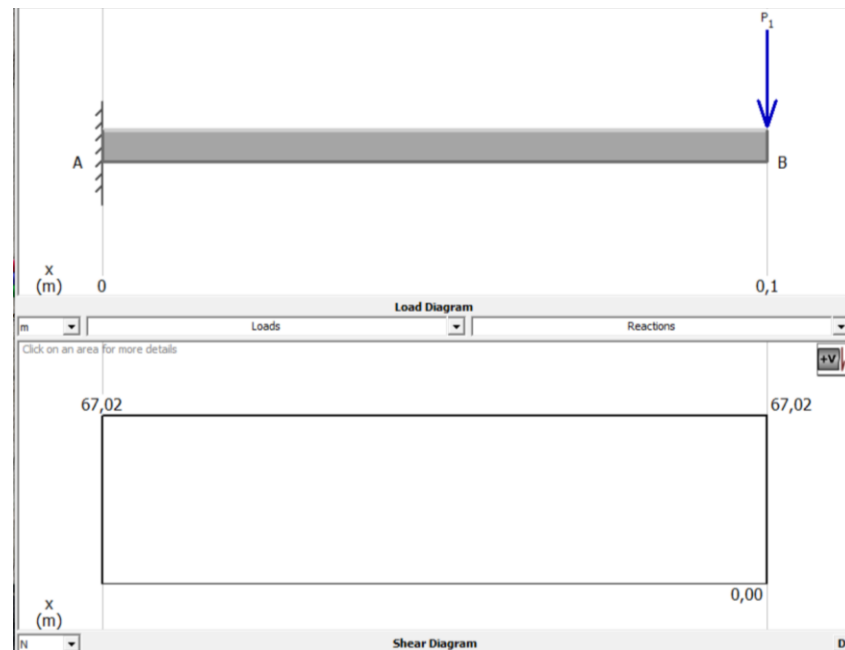 P1
A
B
x
(m)
0
0,1
Load Diagram
m
Loads
Reactions
Click on an area for more details
+V
67,02
67,02
0,00
x
(m)
N
Shear Diagram
D